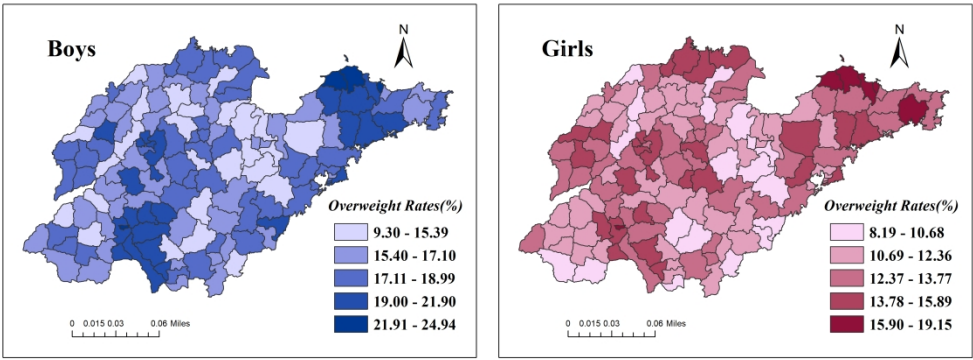 Boys
N
Overweight Rates(%)
9.30 - 15.39
15.40 - 17.10
17.11 - 18.99
19.00 - 21.90
21.91 - 24.94
0 0.015 0.03 0.06 Miles
Girls
N
Overweight Rates(%)
8.19 - 10.68
10.69 - 12.36
12.37 - 13.77
13.78 - 15.89
15.90 - 19.15
0 0.015 0.03 0.06 Miles